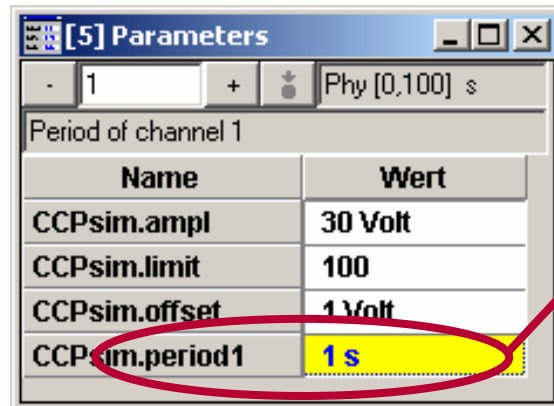 [5] Parameters
- 1 + Phy [0,100] s
Period of channel 1
Name Wert
CCPsim.ampl 30 Volt
CCPsim.limit 100
CCPsim.offset 1 Volt
CCPsim.period1 1 s